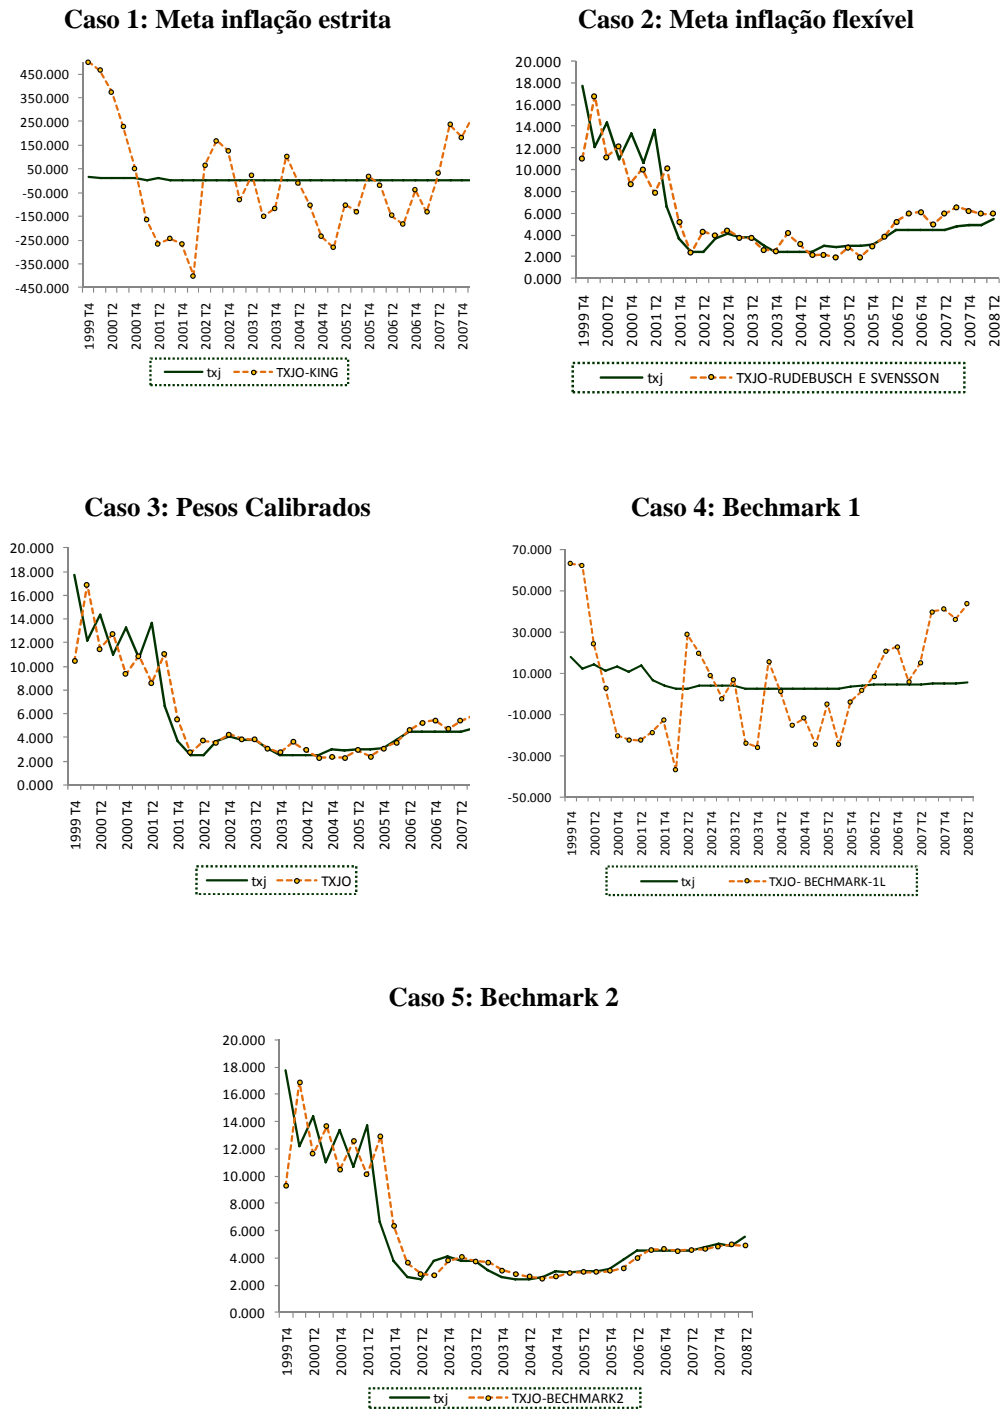 Caso 1: Meta inflação estrita
450.000
350.000
250.000
150.000
50.000
-50.000
-150.000
-250.000
-350.000
-450.000
1999 T4
2000 T2
2000 T4
2001 T2
2001 T4
2002 T2
2002 T4
2003 T2
2003 T4
2004 T2
2004 T4
2005 T2
2005 T4
2006 T2
2006 T4
2007 T2
2007 T4
txj
TXJO-KING
Caso 2: Meta inflação flexível
20.000
18.000
16.000
14.000
12.000
10.000
8.000
6.000
4.000
2.000
0.000
1999 T4
2000 T2
2000 T4
2001 T2
2001 T4
2002 T2
2002 T4
2003 T2
2003 T4
2004 T2
2004 T4
2005 T2
2005 T4
2006 T2
2006 T4
2007 T2
2007 T4
2008 T2
txj
TXJO-RUDEBUSCH E SVENSSON
Caso 3: Pesos Calibrados
20.000
18.000
16.000
14.000
12.000
10.000
8.000
6.000
4.000
2.000
0.000
1999 T4
2000 T2
2000 T4
2001 T2
2001 T4
2002 T2
2002 T4
2003 T2
2003 T4
2004 T2
2004 T4
2005 T2
2005 T4
2006 T2
2006 T4
2007 T2
txj
TXJO
Caso 4: Bechmark 1
70.000
50.000
30.000
10.000
-10.000
-30.000
-50.000
1999 T4
2000 T2
2000 T4
2001 T2
2001 T4
2002 T2
2002 T4
2003 T2
2003 T4
2004 T2
2004 T4
2005 T2
2005 T4
2006 T2
2006 T4
2007 T2
2007 T4
2008 T2
txj
TXJO- BECHMARK-1L
Caso 5: Bechmark 2
20.000
18.000
16.000
14.000
12.000
10.000
8.000
6.000
4.000
2.000
0.000
1999 T4
2000 T2
2000 T4
2001 T2
2001 T4
2002 T2
2002 T4
2003 T2
2003 T4
2004 T2
2004 T4
2005 T2
2005 T4
2006 T2
2006 T4
2007 T2
2007 T4
2008 T2
txj
TXJO-BECHMARK2